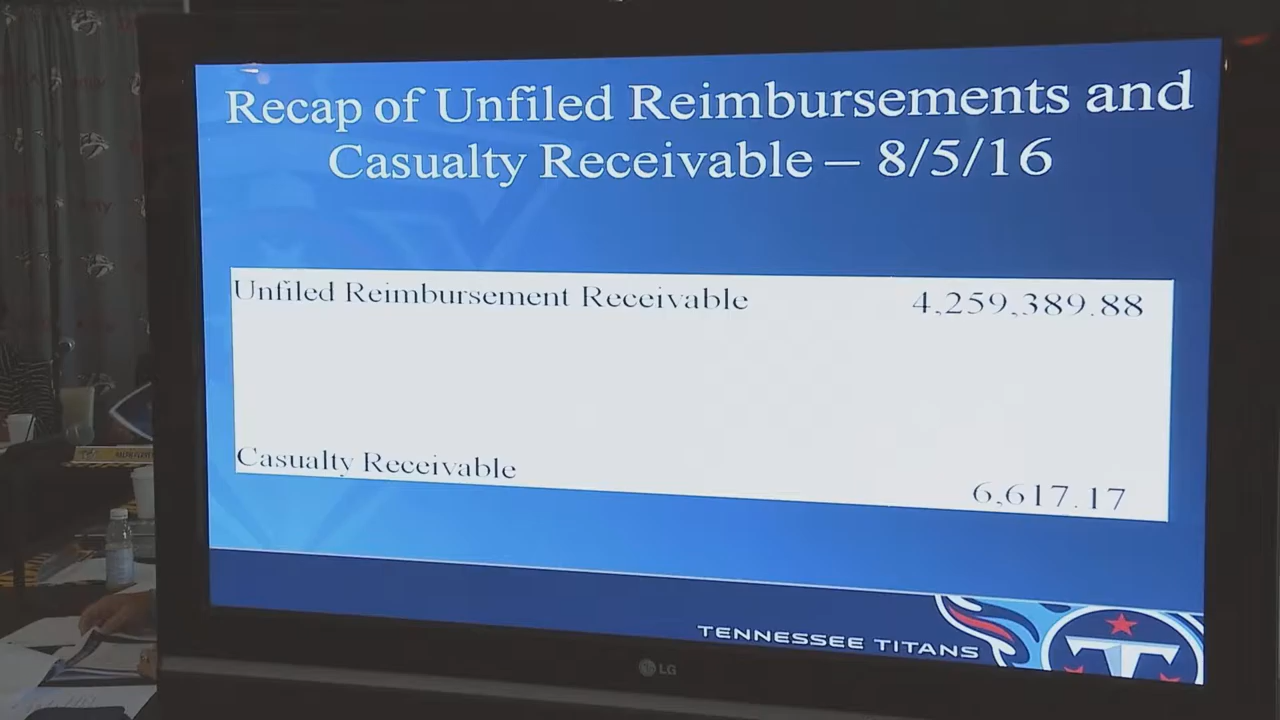 Recap of Unfiled Reimbursements and
Casualty Receivable – 8/5/16
Unfiled Reimbursement Receivable 4,259,389.88
Casualty Receivable
6,617.17
TENNESSEE TITANS
T
LG